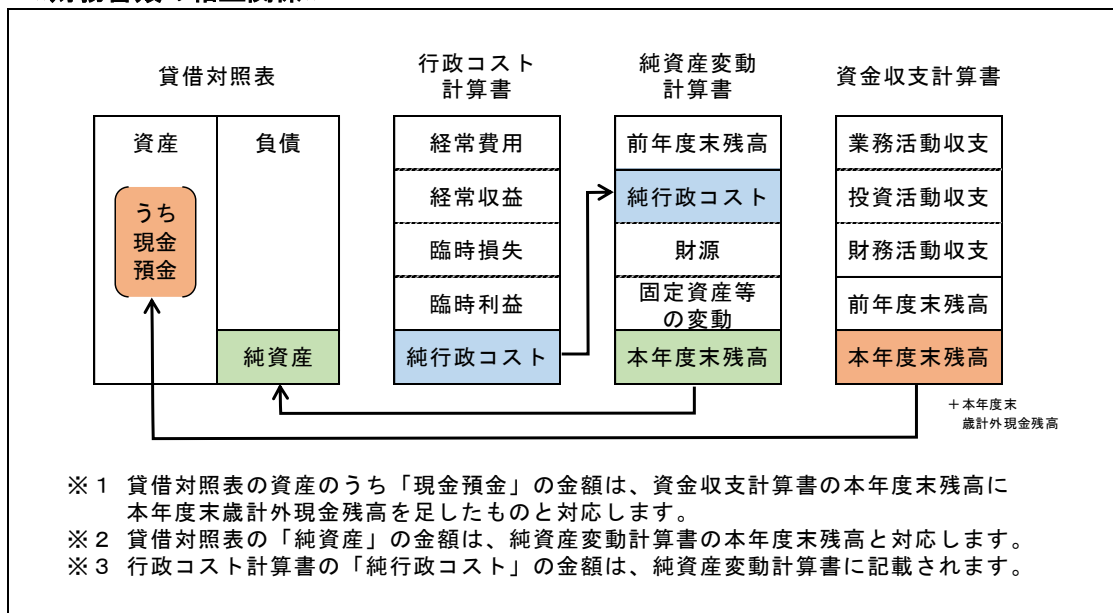 貸借対照表
行政コスト
計算書
純資産変動
計算書
資金収支計算書
資産
負債
うち
現金
預金
純資産
経常費用
経常収益
臨時損失
臨時利益
純行政コスト
前年度末残高
純行政コスト
財源
固定資産等
の変動
本年度末残高
業務活動収支
投資活動収支
財務活動収支
前年度末残高
本年度末残高
＋本年度末
歳計外現金残高
※１ 貸借対照表の資産のうち「現金預金」の金額は、資金収支計算書の本年度末残高に
本年度末歳計外現金残高を足したものと対応します。
※２ 貸借対照表の「純資産」の金額は、純資産変動計算書の本年度末残高と対応します。
※３ 行政コスト計算書の「純行政コスト」の金額は、純資産変動計算書に記載されます。